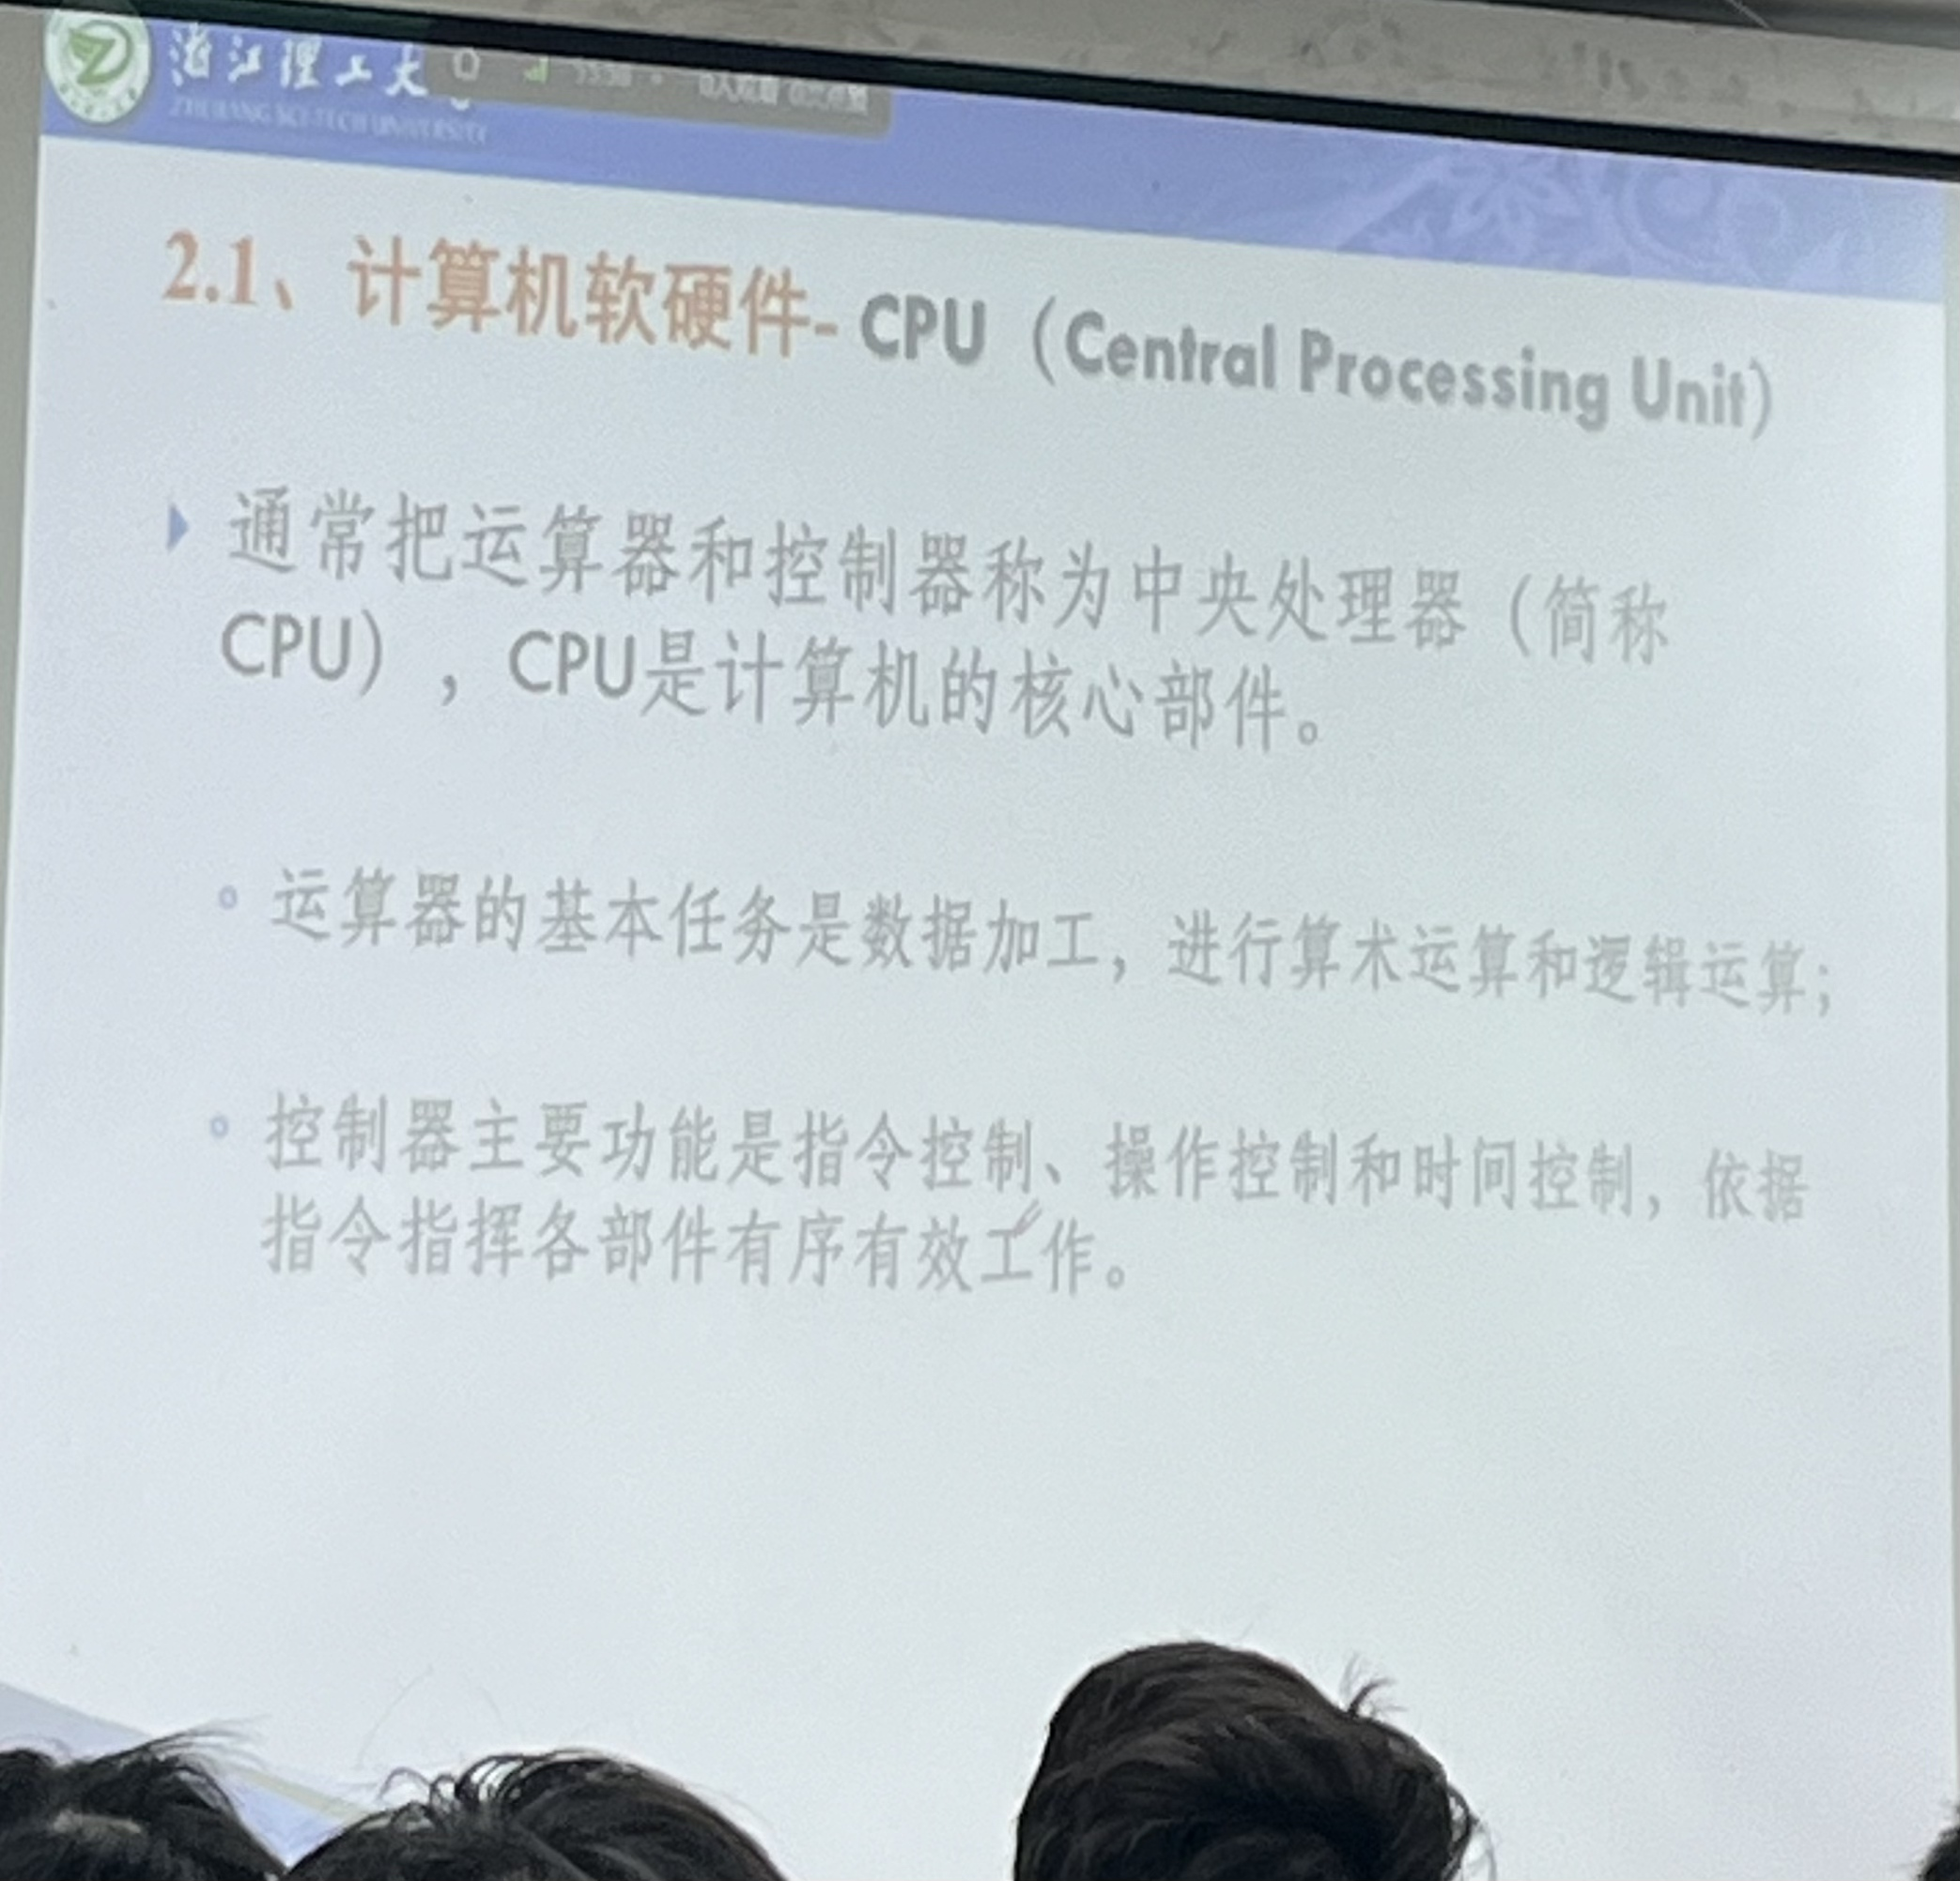 浙江理工大
ZHEJIANG SCI-TECH UNIVERSITY
2.1、计算机软硬件- CPU（Central Processing Unit）
通常把运算器和控制器称为中央处理器（简称
CPU），CPU是计算机的核心部件。
运算器的基本任务是数据加工，进行算术运算和逻辑运算；
控制器主要功能是指令控制、操作控制和时间控制，依据
指令指挥各部件有序有效工作。